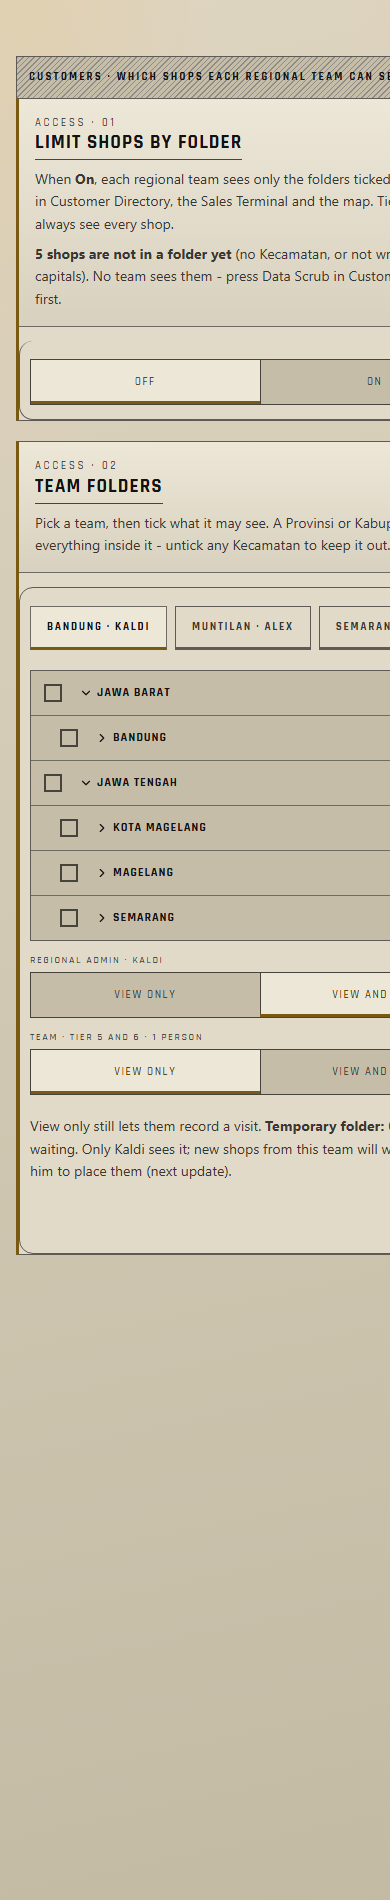 CUSTOMERS · WHICH SHOPS EACH REGIONAL TEAM CAN
ACCESS · 01
LIMIT SHOPS BY FOLDER
When On, each regional team sees only the folders ticked
in Customer Directory, the Sales Terminal and the map.
always see every shop.
5 shops are not in a folder yet (no Kecamatan, or not
capitals). No team sees them - press Data Scrub in
first.
OFF
ON
ACCESS · 02
TEAM FOLDERS
Pick a team, then tick what it may see. A Provinsi or
everything inside it - untick any Kecamatan to keep it out.
BANDUNG · KALDI
MUNTILAN · ALEX
JAWA BARAT
BANDUNG
JAWA TENGAH
KOTA MAGELANG
MAGELANG
SEMARANG
REGIONAL ADMIN · KALDI
VIEW ONLY
VIEW AND
TEAM · TIER 5 AND 6 · 1 PERSON
VIEW ONLY
VIEW AND
View only still lets them record a visit. Temporary folder:
waiting. Only Kaldi sees it; new shops from this team will
him to place them (next update).